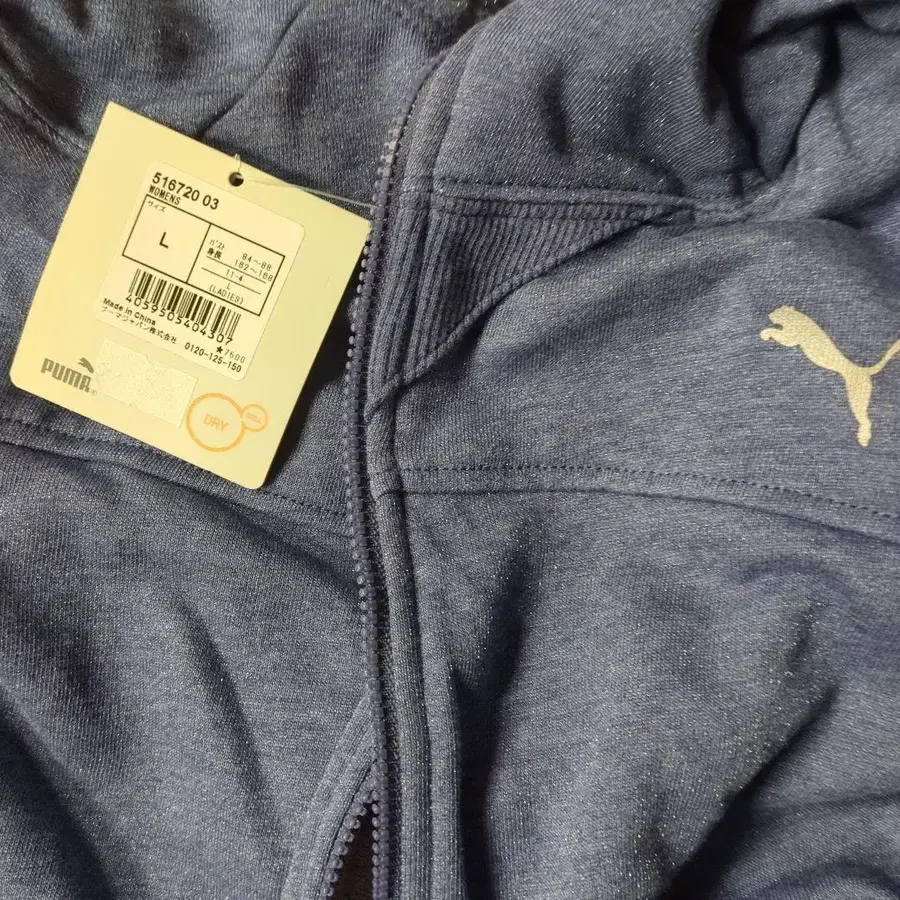 516720 03
WOMENS
サイズ
L
バスト 84～88
身長 162～168
11-4
L
(LADIES)
4059505404307
Made in China
プーマジャパン株式会社 0120-125-150
★7600
PUMA
DRY
CELL